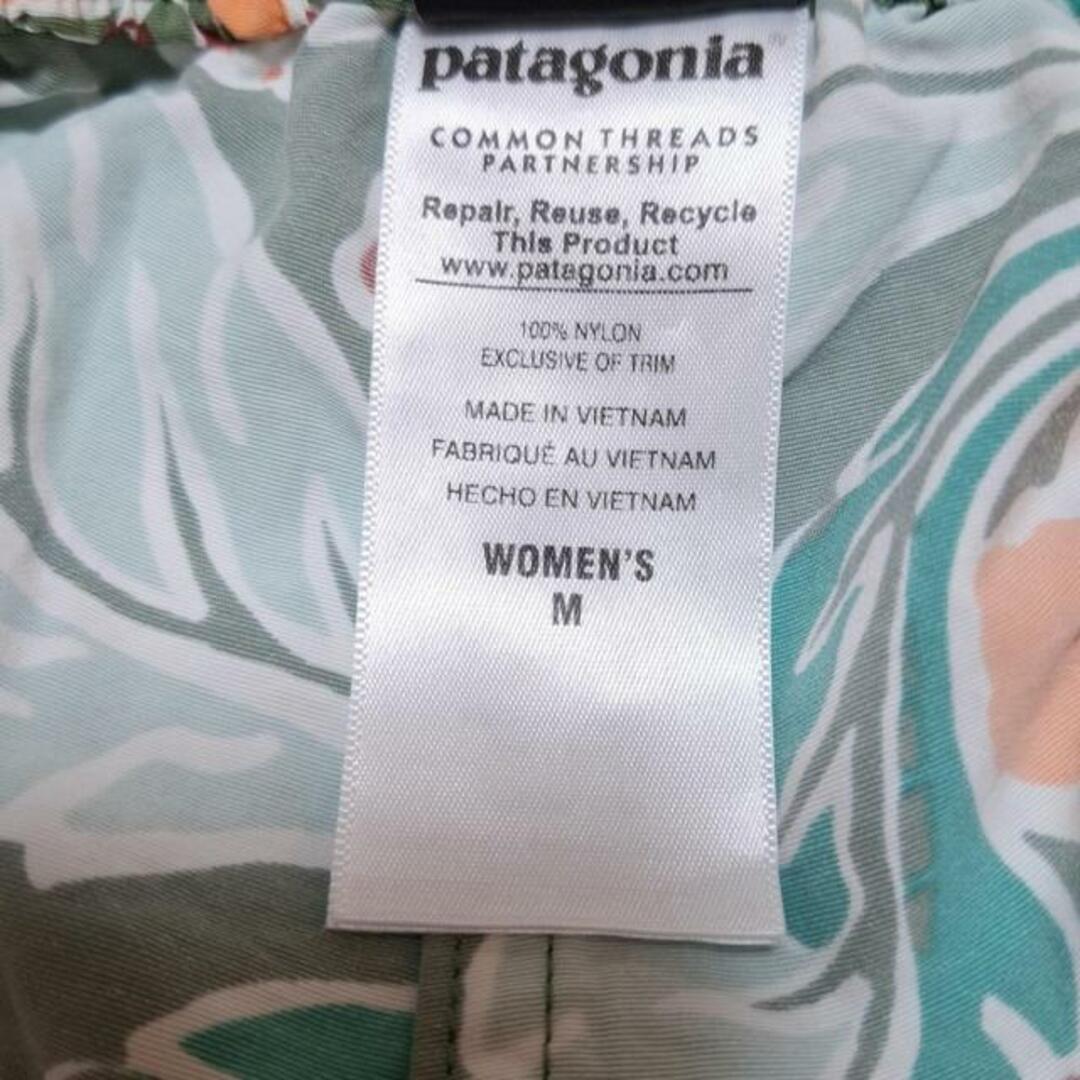 patagonia
COMMON THREADS
PARTNERSHIP
Repair, Reuse, Recycle
This Product
www.patagonia.com
100% NYLON
EXCLUSIVE OF TRIM
MADE IN VIETNAM
FABRIQUÉ AU VIETNAM
HECHO EN VIETNAM
WOMEN'S
M